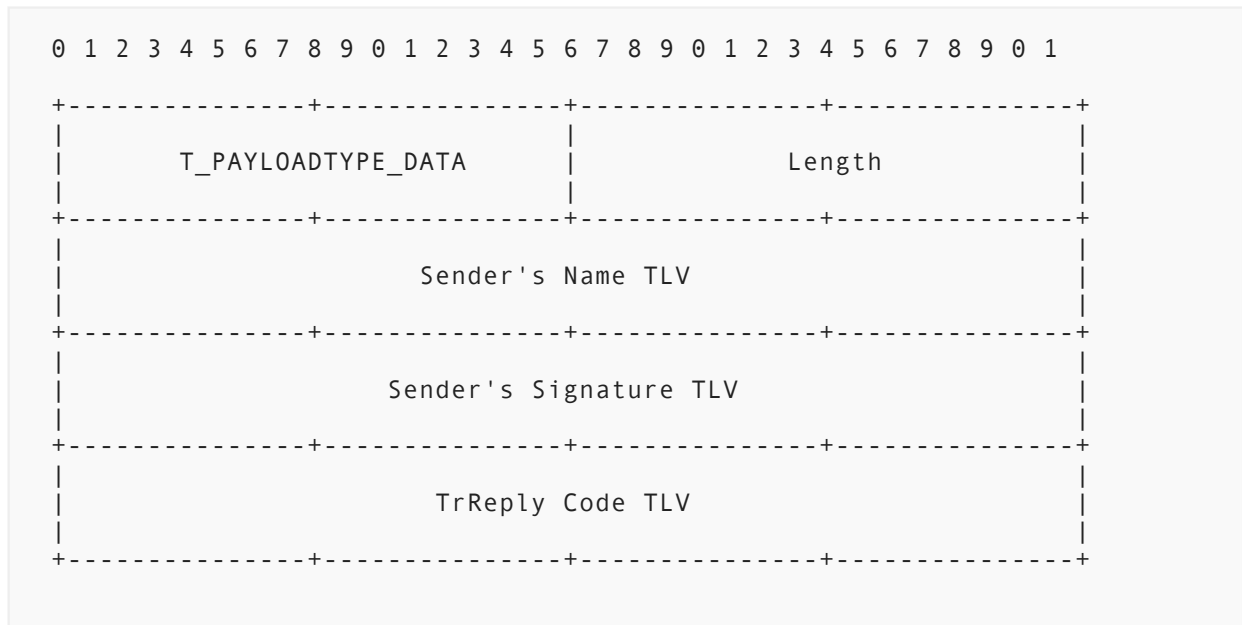 0 1 2 3 4 5 6 7 8 9 0 1 2 3 4 5 6 7 8 9 0 1 2 3 4 5 6 7 8 9 0 1
+---------------+---------------+---------------+---------------+
|                               |                               |
|       T_PAYLOADTYPE_DATA      |             Length            |
|                               |                               |
+---------------+---------------+---------------+---------------+
|                                                               |
|                      Sender's Name TLV                        |
|                                                               |
+---------------+---------------+---------------+---------------+
|                                                               |
|                    Sender's Signature TLV                     |
|                                                               |
+---------------+---------------+---------------+---------------+
|                                                               |
|                       TrReply Code TLV                        |
|                                                               |
+---------------+---------------+---------------+---------------+